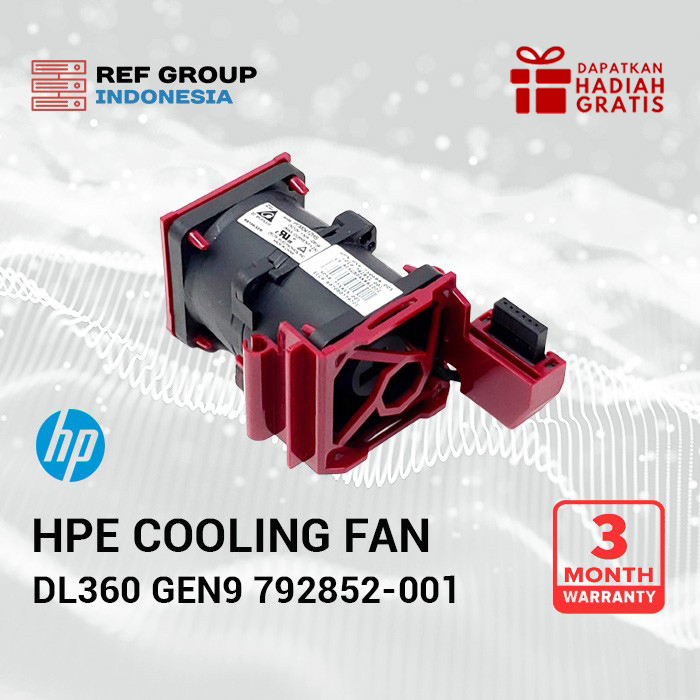 REF GROUP
INDONESIA
DAPATKAN
HADIAH
GRATIS
hp
HPE COOLING FAN
DL360 GEN9 792852-001
3
MONTH
WARRANTY